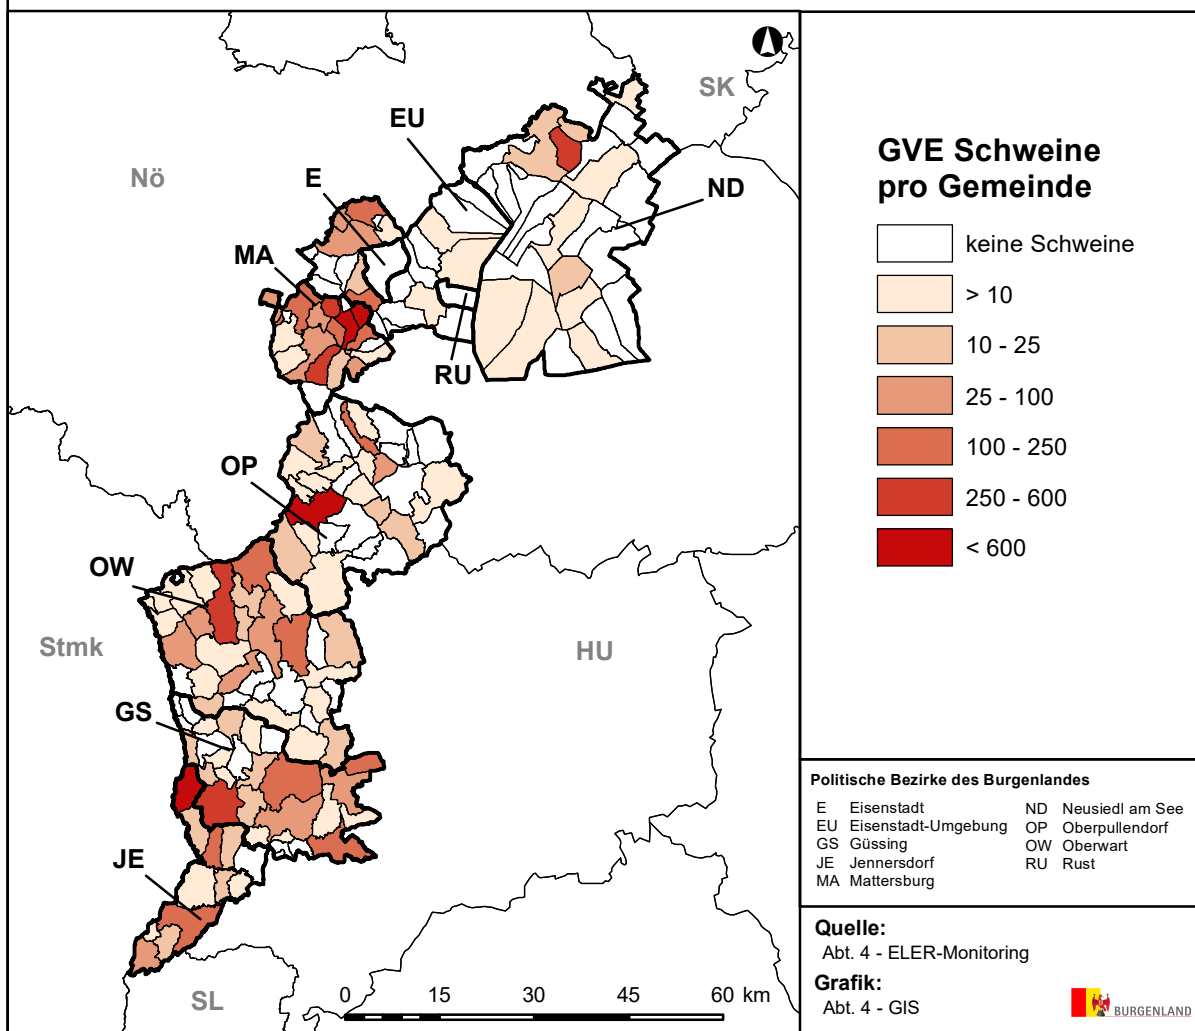 SK
EU
Nö
E
ND
MA
RU
OP
OW
Stmk
HU
GS
JE
SL
0 15 30 45 60 km
GVE Schweine
pro Gemeinde
keine Schweine
> 10
10 - 25
25 - 100
100 - 250
250 - 600
< 600
Politische Bezirke des Burgenlandes
E Eisenstadt ND Neusiedl am See
EU Eisenstadt-Umgebung OP Oberpullendorf
GS Güssing OW Oberwart
JE Jennersdorf RU Rust
MA Mattersburg
Quelle:
Abt. 4 - ELER-Monitoring
Grafik:
Abt. 4 - GIS
BURGENLAND